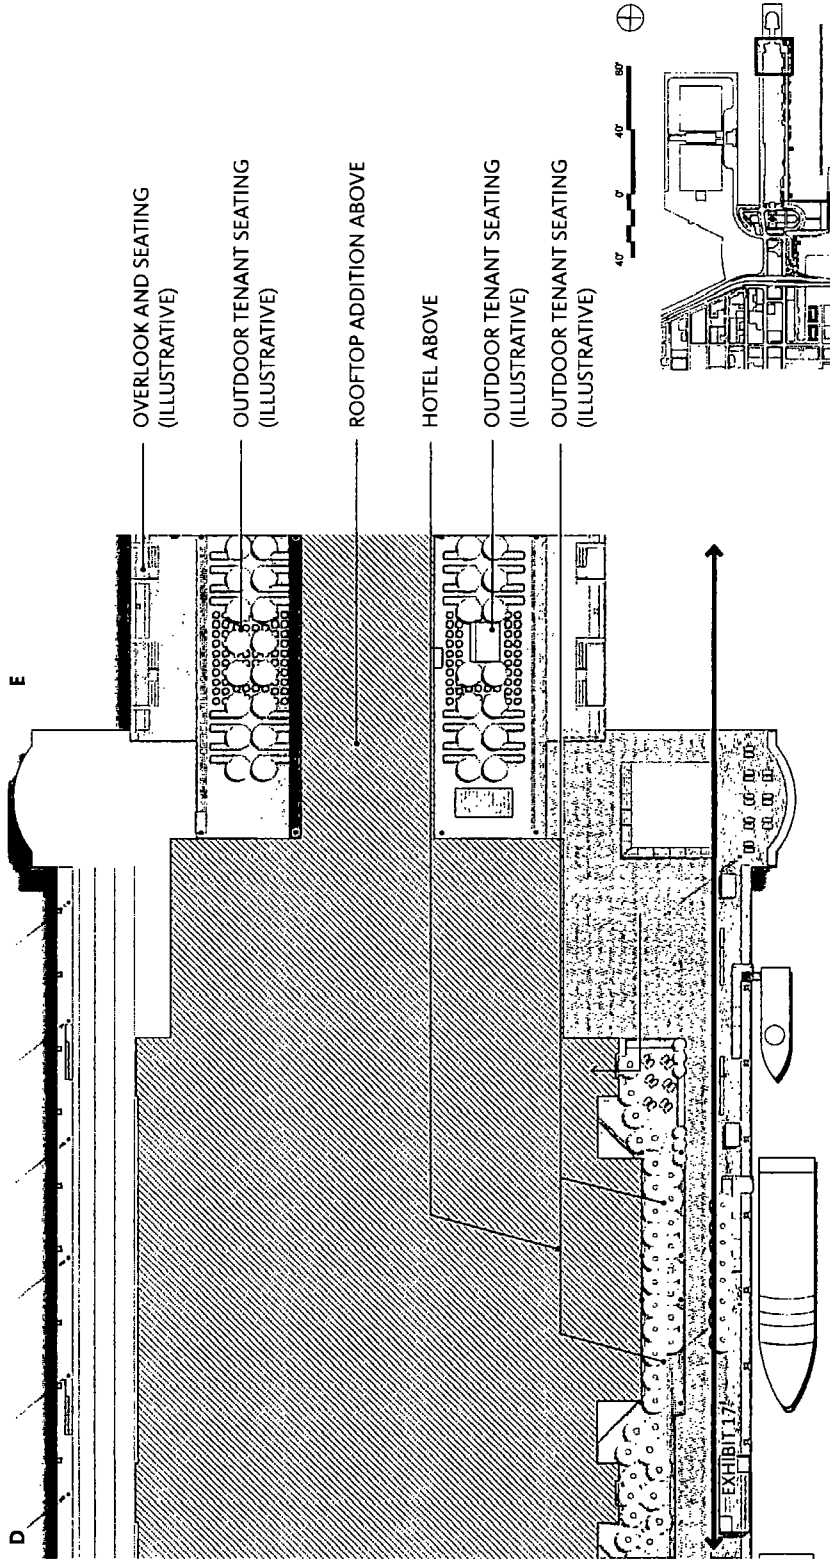 D
E
OVERLOOK AND SEATING
(ILLUSTRATIVE)
OUTDOOR TENANT SEATING
(ILLUSTRATIVE)
ROOFTOP ADDITION ABOVE
HOTEL ABOVE
OUTDOOR TENANT SEATING
(ILLUSTRATIVE)
OUTDOOR TENANT SEATING
(ILLUSTRATIVE)
40' 0' 40' 80'
EXHIBIT 17